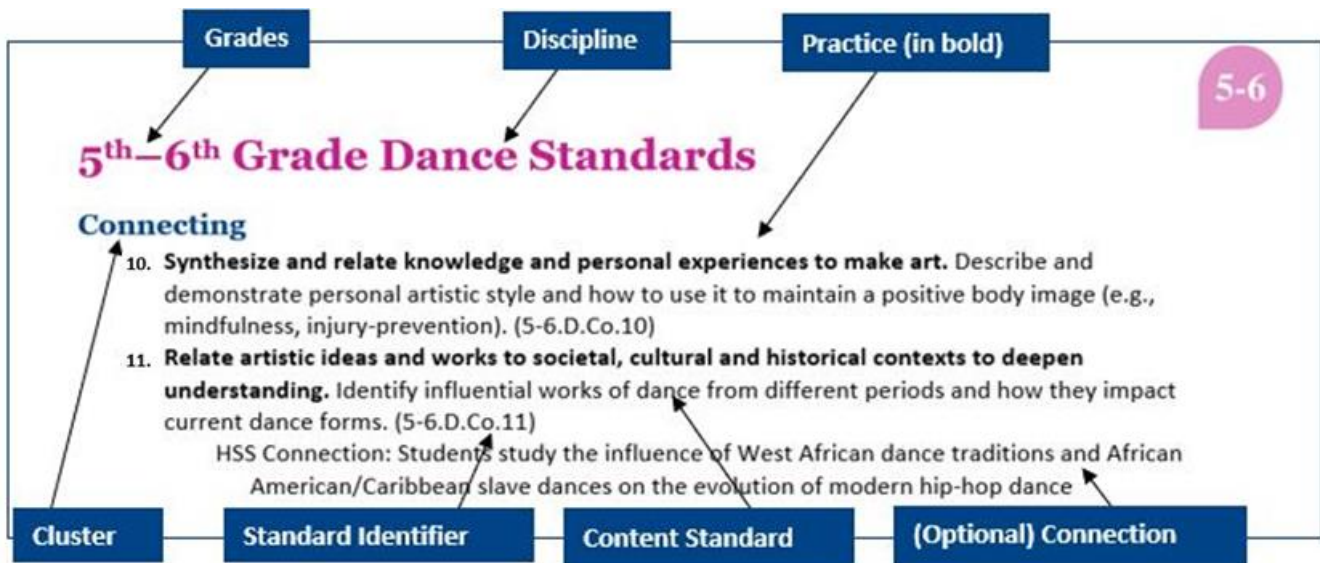 Grades Discipline Practice (in bold)
5-6
5th–6th Grade Dance Standards
Connecting
10. Synthesize and relate knowledge and personal experiences to make art. Describe and
demonstrate personal artistic style and how to use it to maintain a positive body image (e.g.,
mindfulness, injury-prevention). (5-6.D.Co.10)
11. Relate artistic ideas and works to societal, cultural and historical contexts to deepen
understanding. Identify influential works of dance from different periods and how they impact
current dance forms. (5-6.D.Co.11)
HSS Connection: Students study the influence of West African dance traditions and African
American/Caribbean slave dances on the evolution of modern hip-hop dance
Cluster Standard Identifier Content Standard (Optional) Connection